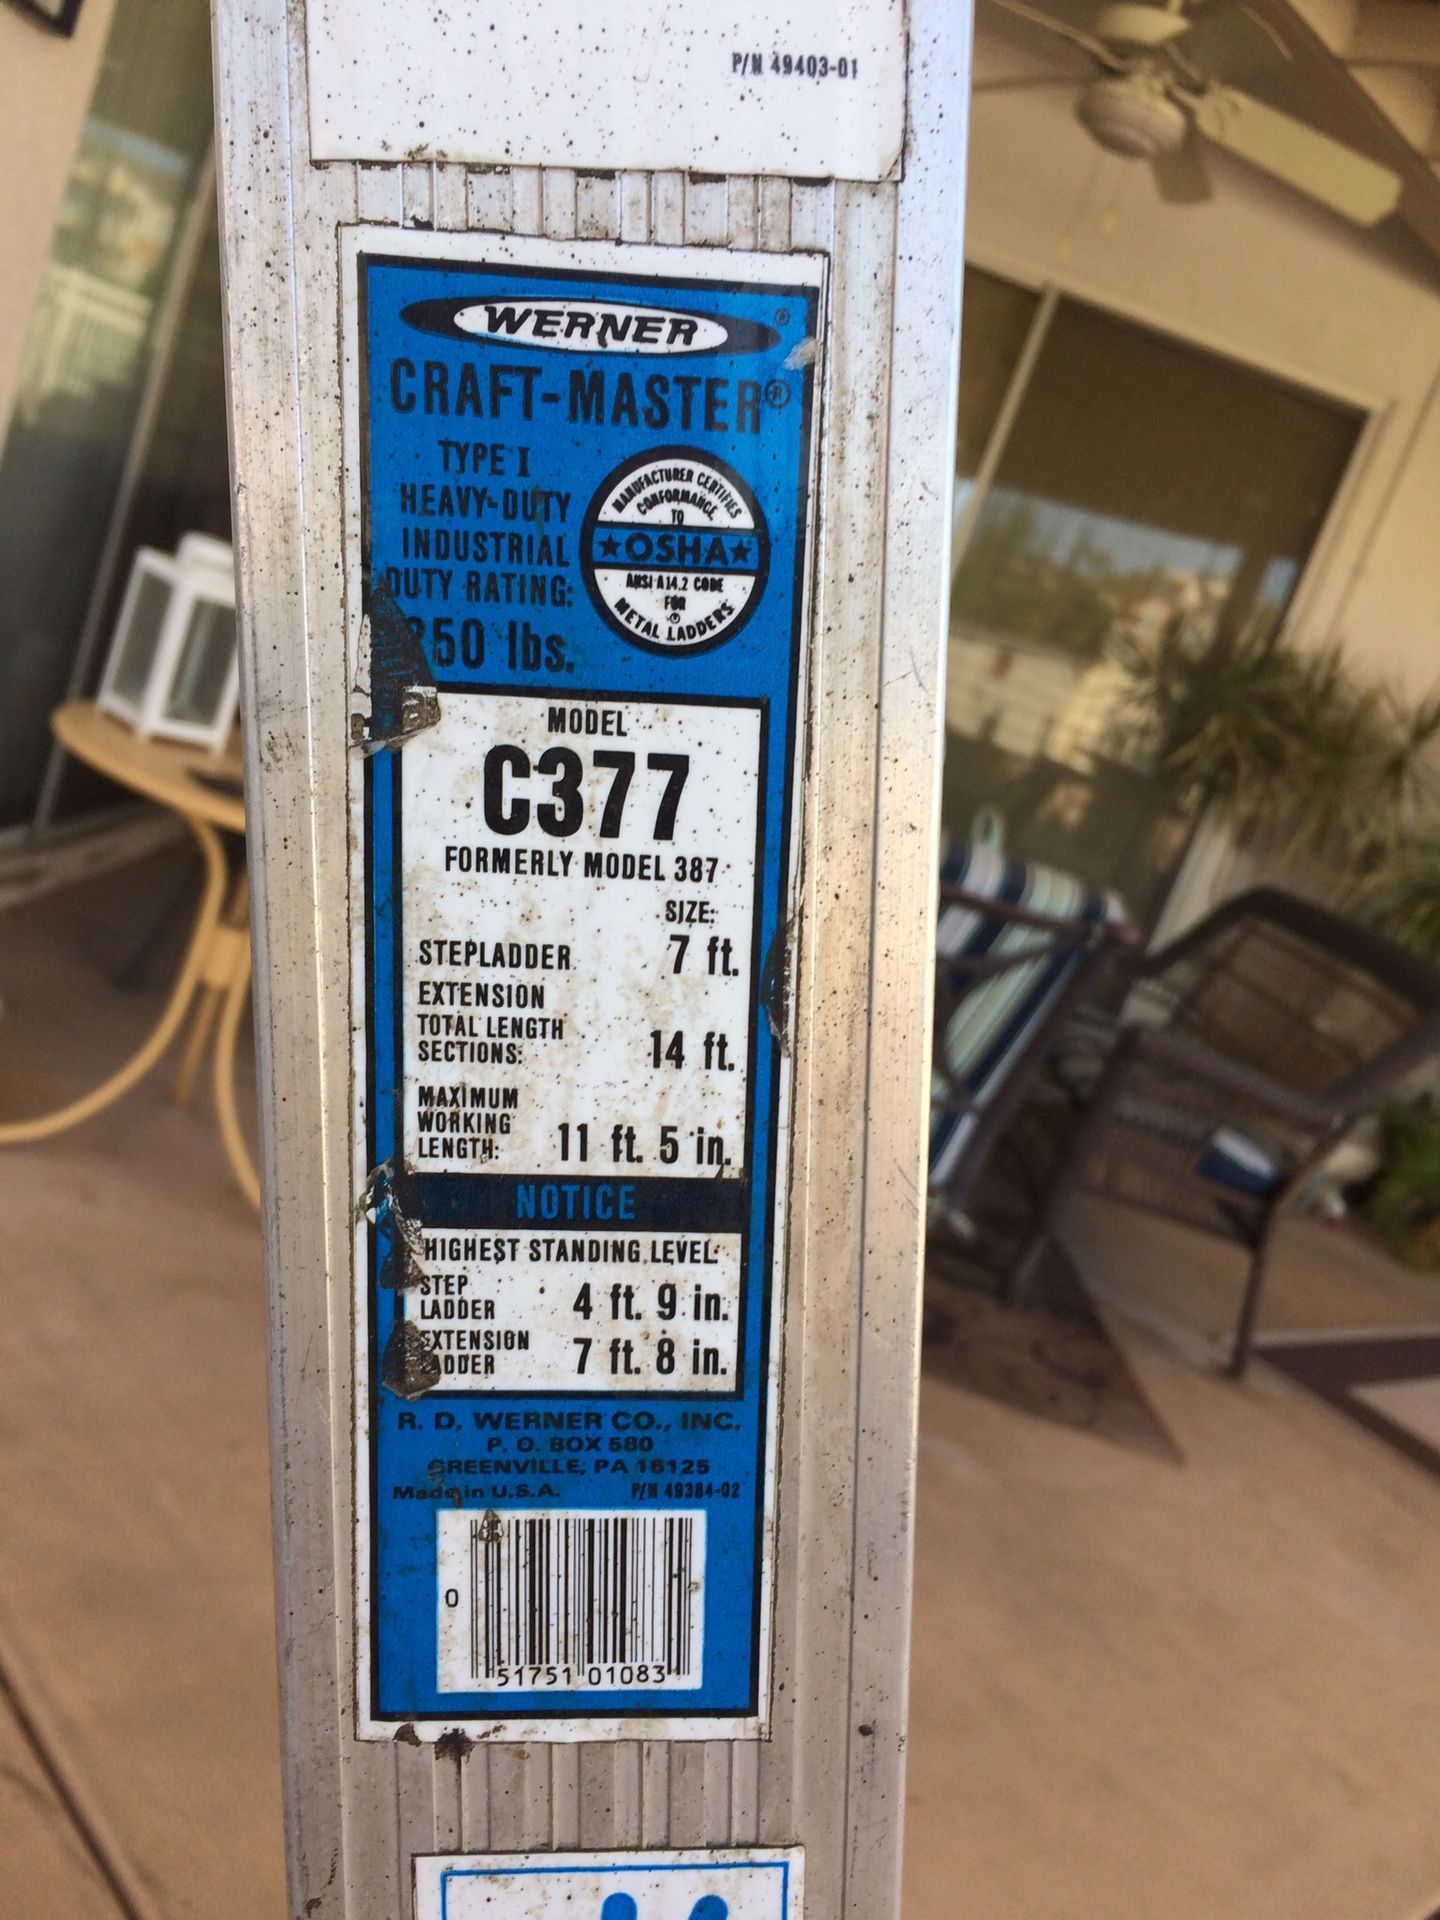 P/N 49403-01
WERNER ®
CRAFT-MASTER®
TYPE I
HEAVY-DUTY
INDUSTRIAL
DUTY RATING:
50 lbs.
MANUFACTURER CERTIFIES
CONFORMANCE
TO
★OSHA★
ANSI A14.2 CODE
FOR
METAL LADDERS
MODEL
C377
FORMERLY MODEL 387
SIZE:
STEPLADDER 7 ft.
EXTENSION
TOTAL LENGTH
SECTIONS: 14 ft.
MAXIMUM
WORKING
LENGTH: 11 ft. 5 in.
NOTICE
HIGHEST STANDING LEVEL:
STEP
LADDER 4 ft. 9 in.
EXTENSION
LADDER 7 ft. 8 in.
R. D. WERNER CO., INC.
P. O. BOX 580
GREENVILLE, PA 16125
Made in U.S.A. P/N 49384-02
0 51751 01083